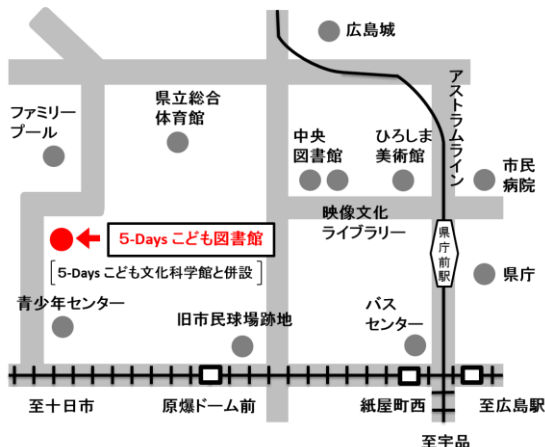 広島城
アストラムライン
ファミリー
プール
県立総合
体育館
中央
図書館
ひろしま
美術館
市民
病院
映像文化
ライブラリー
5-Days こども図書館
[5-Days こども文化科学館と併設]
県庁前駅
県庁
青少年センター
旧市民球場跡地
バス
センター
至十日市
原爆ドーム前
紙屋町西
至広島駅
至宇品